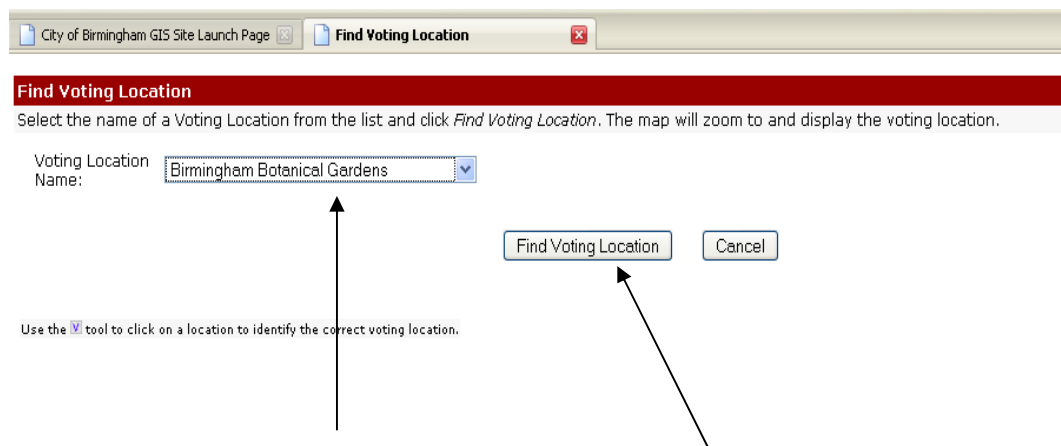 City of Birmingham GIS Site Launch Page Find Voting Location
Find Voting Location
Select the name of a Voting Location from the list and click Find Voting Location. The map will zoom to and display the voting location.
Voting Location
Name:
Birmingham Botanical Gardens
Find Voting Location Cancel
Use the V tool to click on a location to identify the correct voting location.